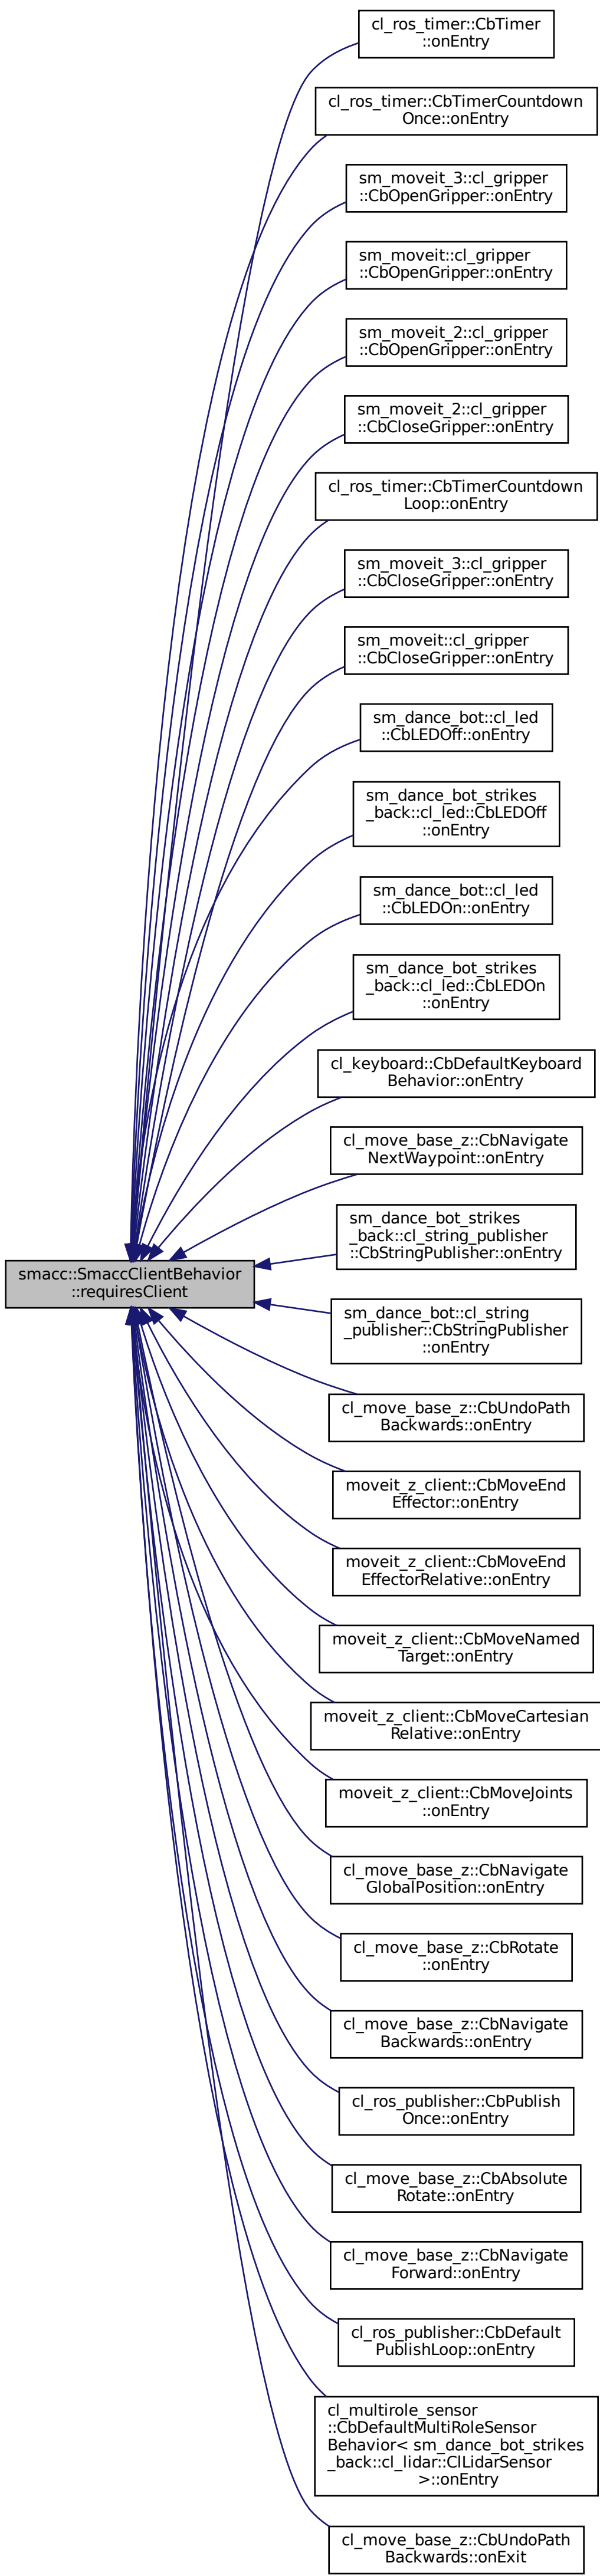 cl_ros_timer::CbTimer
::onEntry
cl_ros_timer::CbTimerCountdown
Once::onEntry
sm_moveit_3::cl_gripper
::CbOpenGripper::onEntry
sm_moveit::cl_gripper
::CbOpenGripper::onEntry
sm_moveit_2::cl_gripper
::CbOpenGripper::onEntry
sm_moveit_2::cl_gripper
::CbCloseGripper::onEntry
cl_ros_timer::CbTimerCountdown
Loop::onEntry
sm_moveit_3::cl_gripper
::CbCloseGripper::onEntry
sm_moveit::cl_gripper
::CbCloseGripper::onEntry
sm_dance_bot::cl_led
::CbLEDOff::onEntry
sm_dance_bot_strikes
_back::cl_led::CbLEDOff
::onEntry
sm_dance_bot::cl_led
::CbLEDOn::onEntry
sm_dance_bot_strikes
_back::cl_led::CbLEDOn
::onEntry
cl_keyboard::CbDefaultKeyboard
Behavior::onEntry
cl_move_base_z::CbNavigate
NextWaypoint::onEntry
sm_dance_bot_strikes
_back::cl_string_publisher
::CbStringPublisher::onEntry
smacc::SmaccClientBehavior
::requiresClient
sm_dance_bot::cl_string
_publisher::CbStringPublisher
::onEntry
cl_move_base_z::CbUndoPath
Backwards::onEntry
moveit_z_client::CbMoveEnd
Effector::onEntry
moveit_z_client::CbMoveEnd
EffectorRelative::onEntry
moveit_z_client::CbMoveNamed
Target::onEntry
moveit_z_client::CbMoveCartesian
Relative::onEntry
moveit_z_client::CbMoveJoints
::onEntry
cl_move_base_z::CbNavigate
GlobalPosition::onEntry
cl_move_base_z::CbRotate
::onEntry
cl_move_base_z::CbNavigate
Backwards::onEntry
cl_ros_publisher::CbPublish
Once::onEntry
cl_move_base_z::CbAbsolute
Rotate::onEntry
cl_move_base_z::CbNavigate
Forward::onEntry
cl_ros_publisher::CbDefault
PublishLoop::onEntry
cl_multirole_sensor
::CbDefaultMultiRoleSensor
Behavior< sm_dance_bot_strikes
_back::cl_lidar::ClLidarSensor
>::onEntry
cl_move_base_z::CbUndoPath
Backwards::onExit